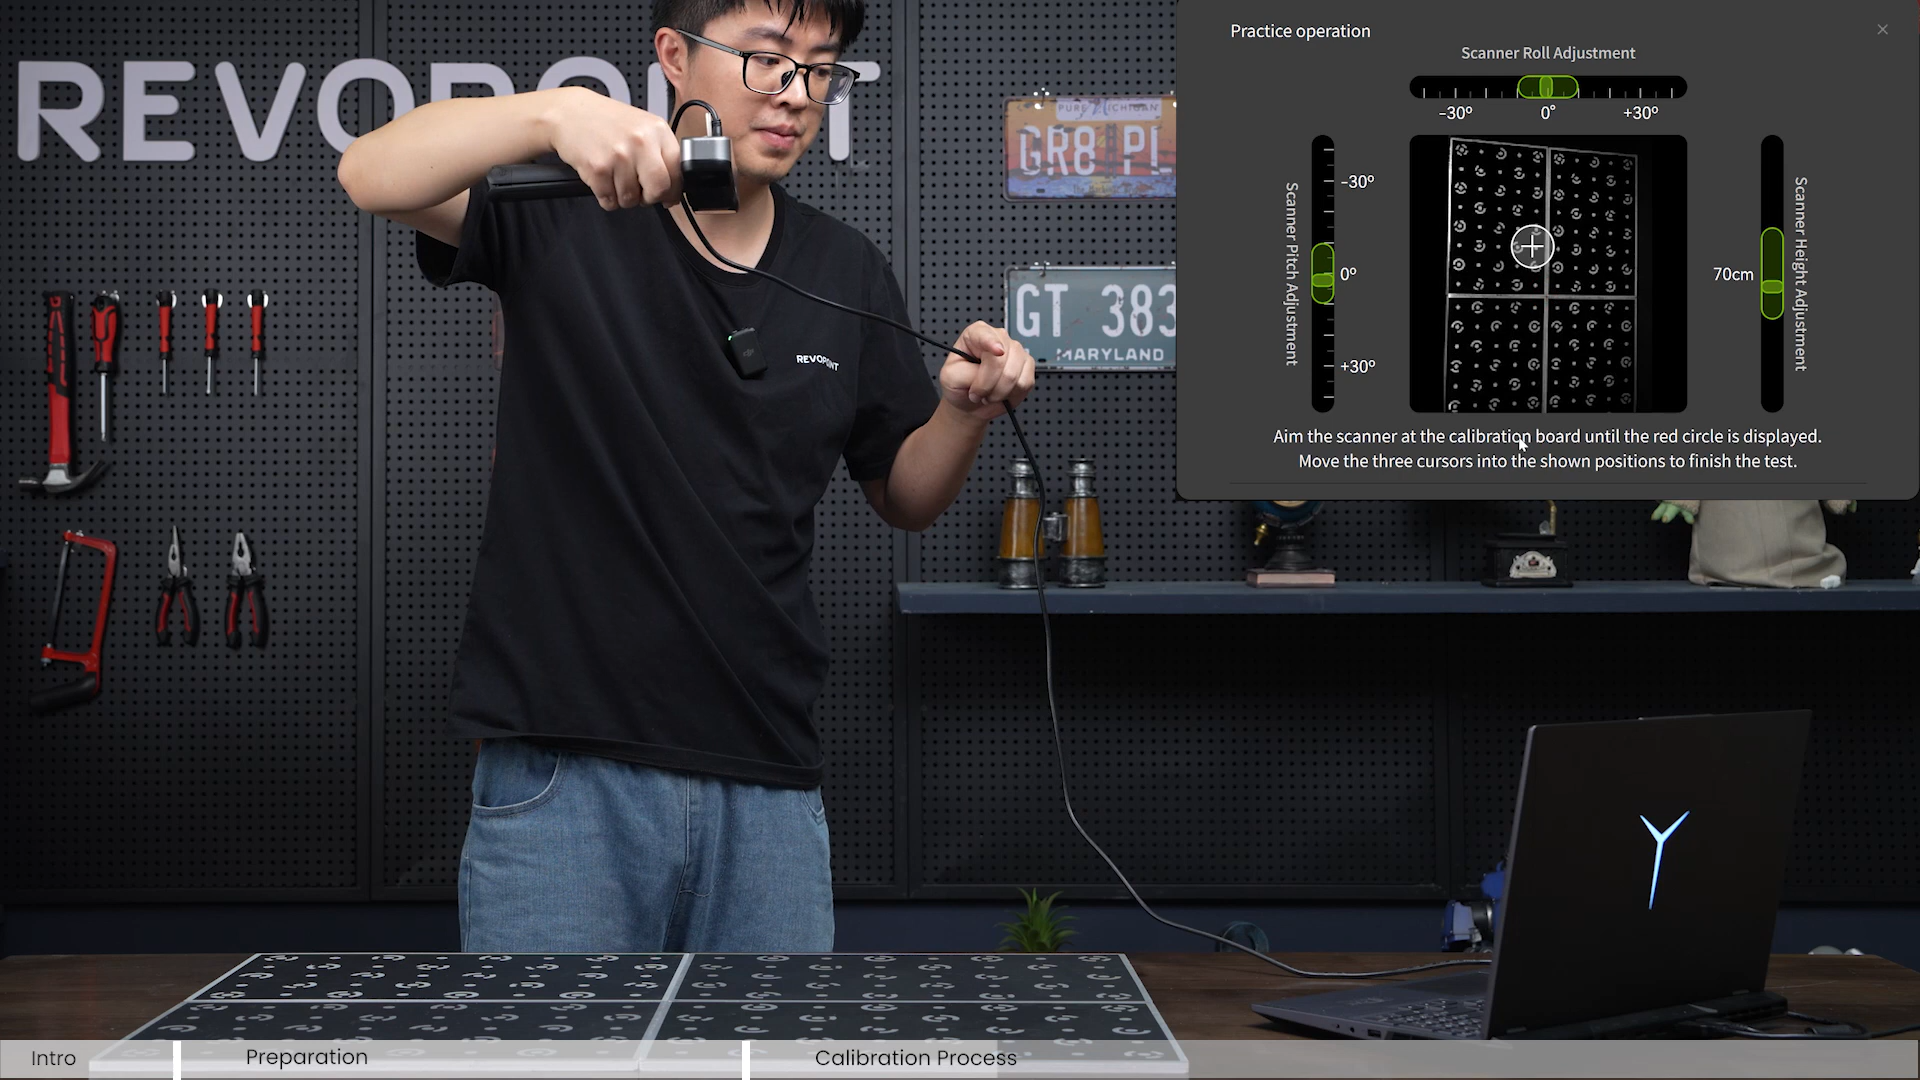 REVOPOINT
PURE MICHIGAN
GR8 PL
GT 383
MARYLAND
REVOPOINT
Practice operation
Scanner Roll Adjustment
-30° 0° +30°
Scanner Pitch Adjustment
-30°
0°
+30°
70cm
Scanner Height Adjustment
Aim the scanner at the calibration board until the red circle is displayed.
Move the three cursors into the shown positions to finish the test.
Intro
Preparation
Calibration Process